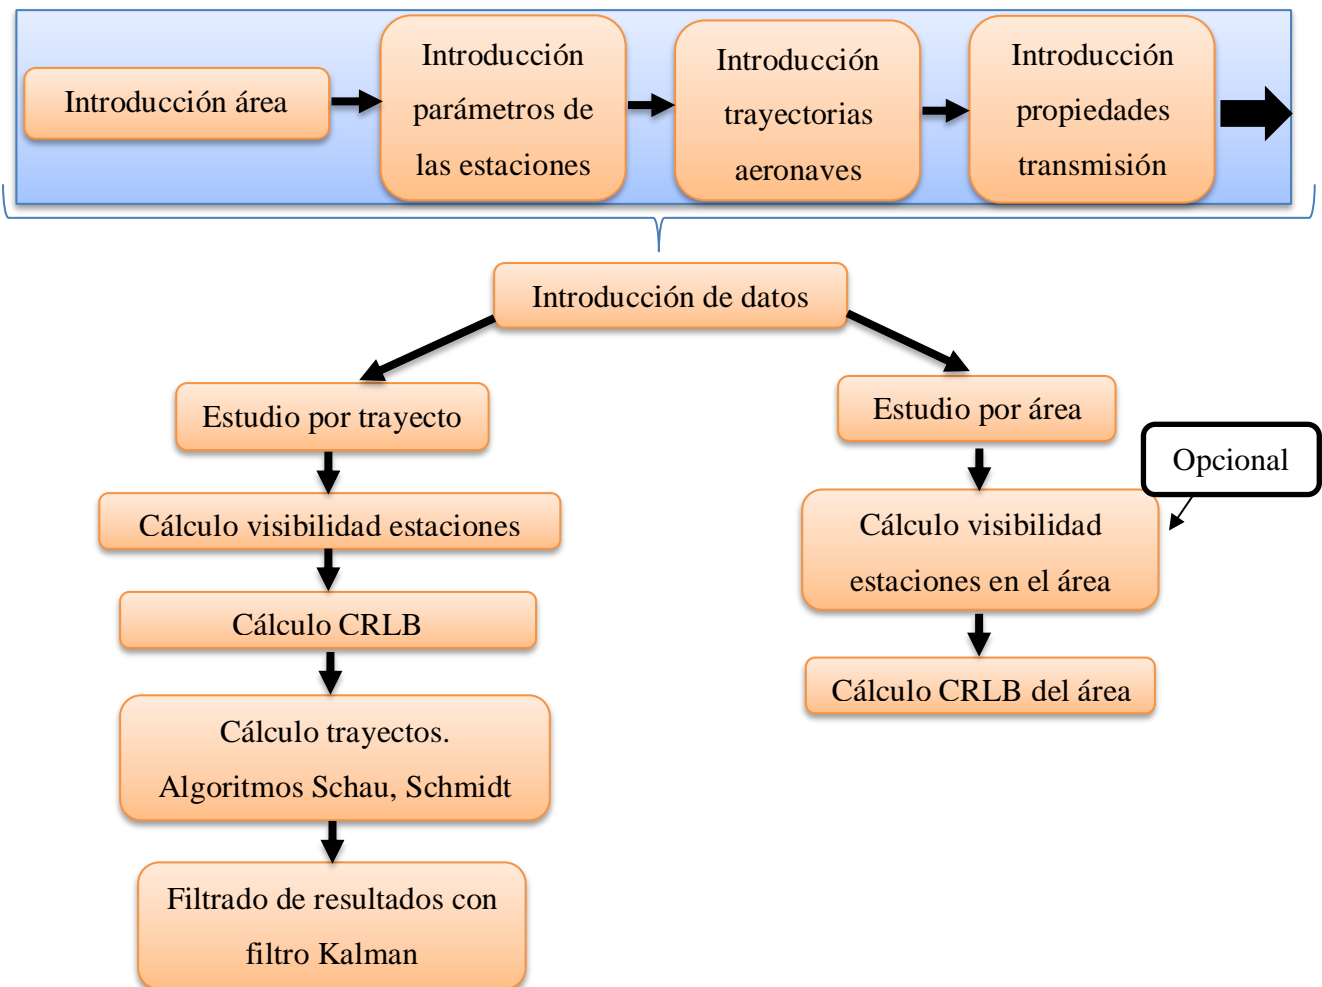 Introducción área
Introducción
parámetros de
las estaciones
Introducción
trayectorias
aeronaves
Introducción
propiedades
transmisión
Introducción de datos
Estudio por trayecto
Cálculo visibilidad estaciones
Cálculo CRLB
Cálculo trayectos.
Algoritmos Schau, Schmidt
Filtrado de resultados con
filtro Kalman
Estudio por área
Opcional
Cálculo visibilidad
estaciones en el área
Cálculo CRLB del área